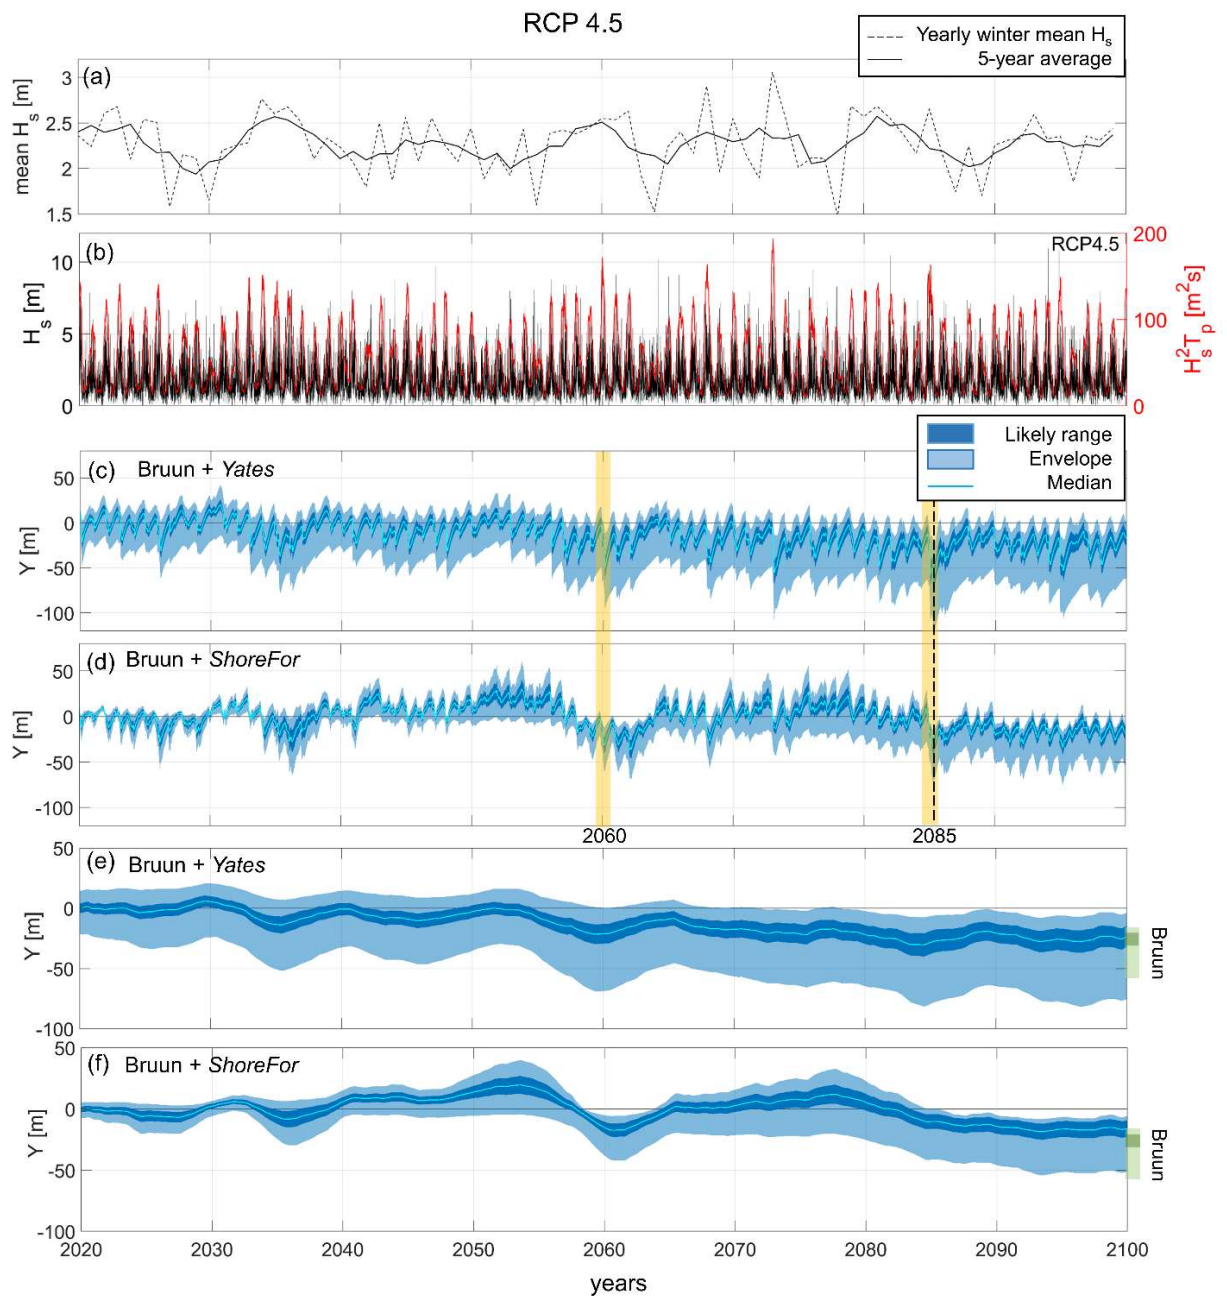 RCP 4.5
Yearly winter mean Hs
5-year average
(a)
mean Hs [m]
3
2.5
2
1.5
(b)
RCP4.5
Hs [m]
10
5
0
200
100
0
Hs2Tp [m2s]
Likely range
Envelope
Median
(c) Bruun + Yates
Y [m]
50
0
-50
-100
(d) Bruun + ShoreFor
Y [m]
50
0
-50
-100
2060 2085
(e) Bruun + Yates
Y [m]
50
0
-50
-100
Bruun
(f) Bruun + ShoreFor
Y [m]
50
0
-50
-100
Bruun
2020 2030 2040 2050 2060 2070 2080 2090 2100
years